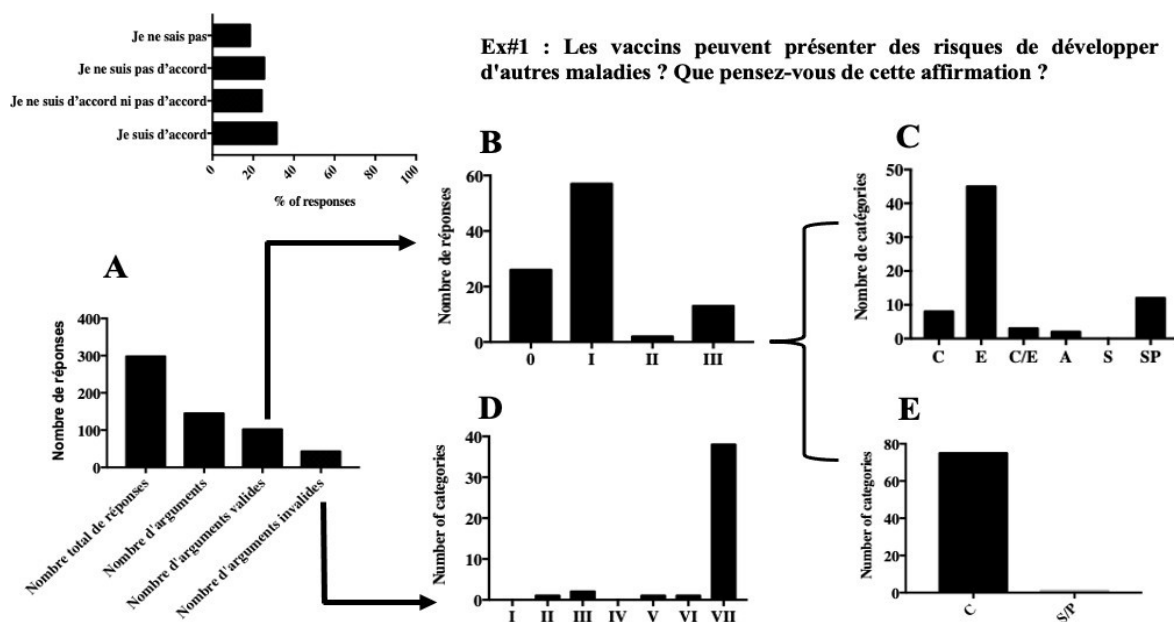 Je ne sais pas
Je ne suis pas d'accord
Je ne suis d'accord ni pas d'accord
Je suis d'accord
0
20
40
60
80
100
% of responses
Ex#1 : Les vaccins peuvent présenter des risques de développer
d'autres maladies ? Que pensez-vous de cette affirmation ?
A
Nombre de réponses
400
300
200
100
0
Nombre total de réponses
Nombre d'arguments
Nombre d'arguments valides
Nombre d'arguments invalides
B
Nombre de réponses
60
40
20
0
0 I II III
C
Nombre de catégories
50
40
30
20
10
0
C E C/E A S SP
D
Number of categories
40
30
20
10
0
I II III IV V VI VII
E
Number of categories
80
60
40
20
0
C
S/P